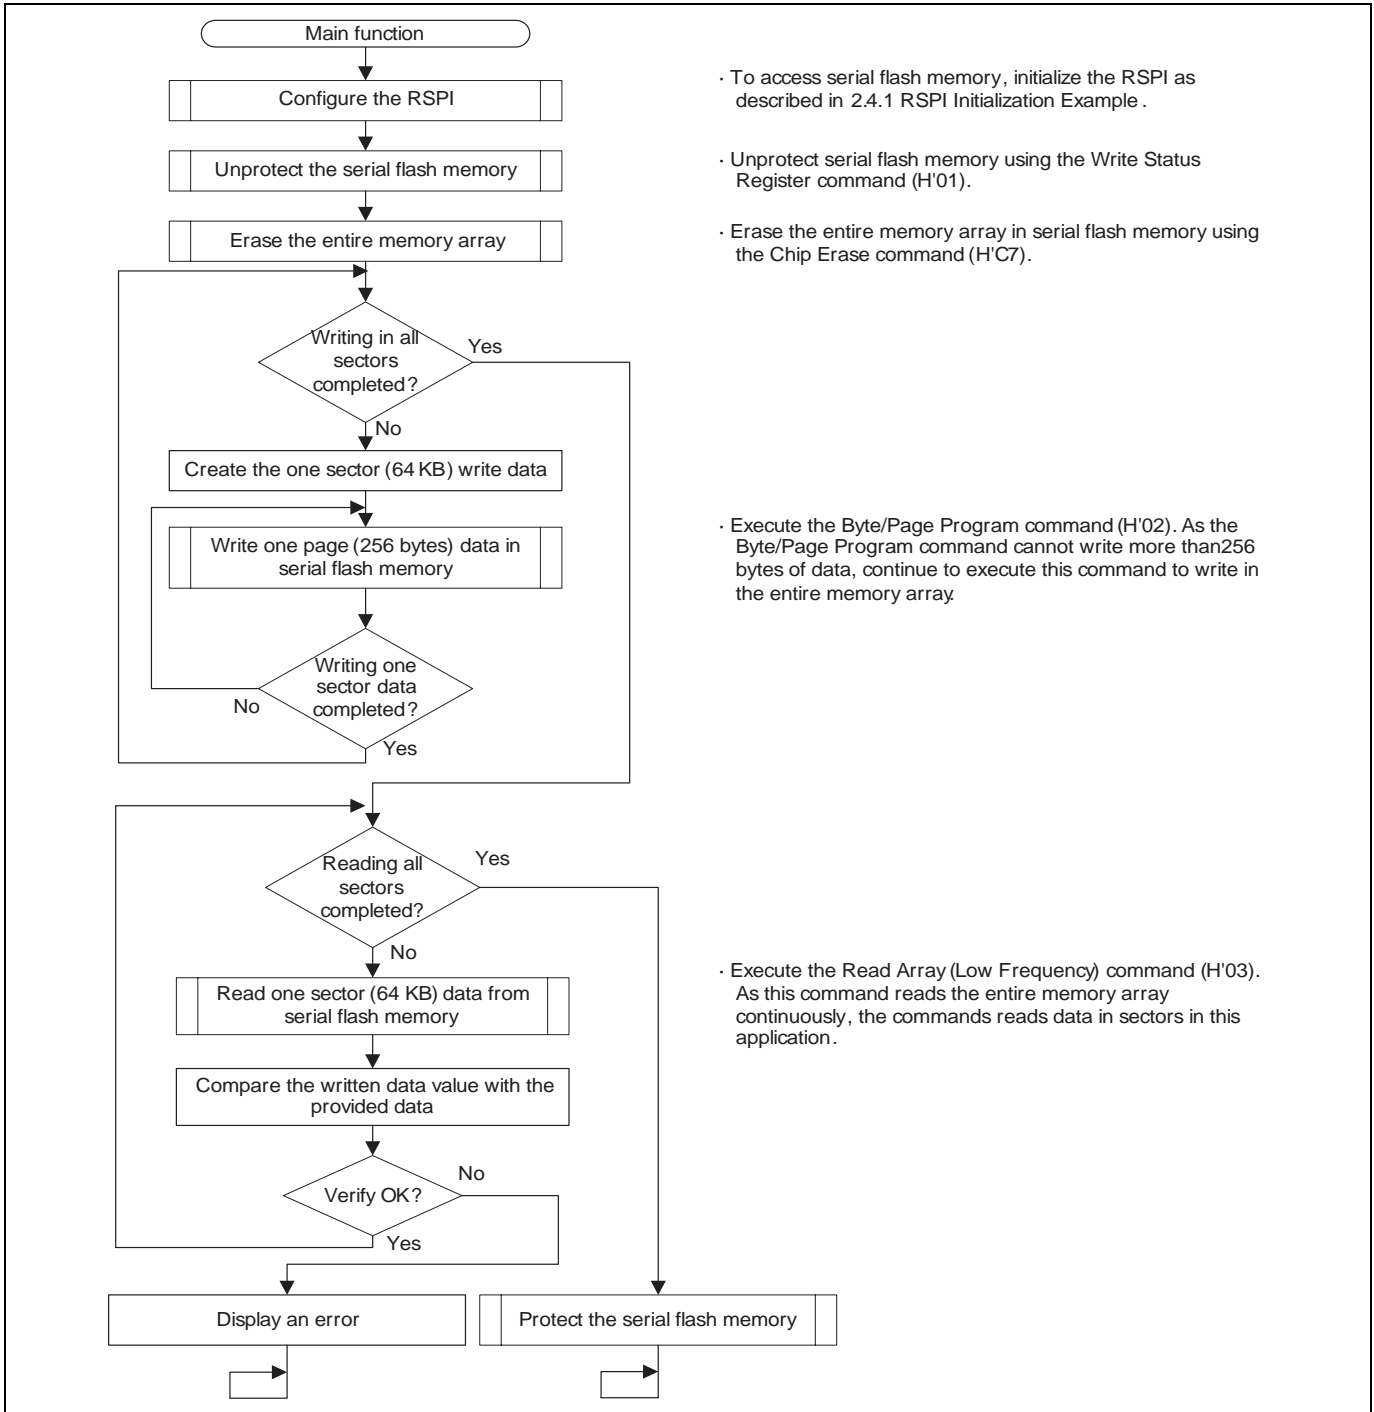 Main function
Configure the RSPI
· To access serial flash memory, initialize the RSPI as
described in 2.4.1 RSPI Initialization Example.
Unprotect the serial flash memory
· Unprotect serial flash memory using the Write Status
Register command (H'01).
Erase the entire memory array
· Erase the entire memory array in serial flash memory using
the Chip Erase command (H'C7).
Writing in all
sectors
completed?
Yes
No
Create the one sector (64 KB) write data
Write one page (256 bytes) data in
serial flash memory
· Execute the Byte/Page Program command (H'02). As the
Byte/Page Program command cannot write more than256
bytes of data, continue to execute this command to write in
the entire memory array.
Writing one
sector data
completed?
No
Yes
Reading all
sectors
completed?
Yes
No
Read one sector (64 KB) data from
serial flash memory
· Execute the Read Array (Low Frequency) command (H'03).
As this command reads the entire memory array
continuously, the commands reads data in sectors in this
application.
Compare the written data value with the
provided data
Verify OK?
No
Yes
Display an error
Protect the serial flash memory